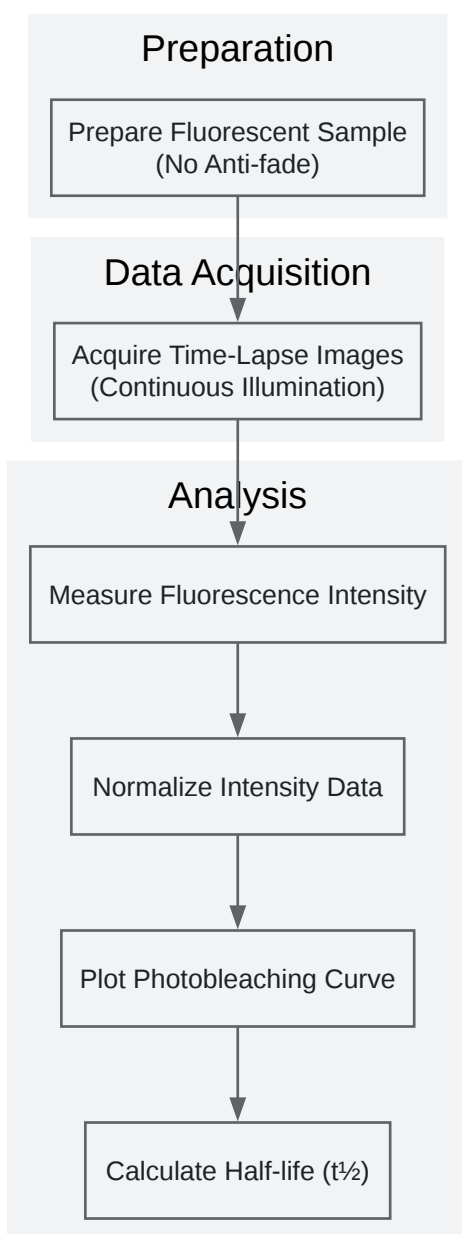 Preparation
Prepare Fluorescent Sample
(No Anti-fade)
Data Acquisition
Acquire Time-Lapse Images
(Continuous Illumination)
Analysis
Measure Fluorescence Intensity
Normalize Intensity Data
Plot Photobleaching Curve
Calculate Half-life (t½)